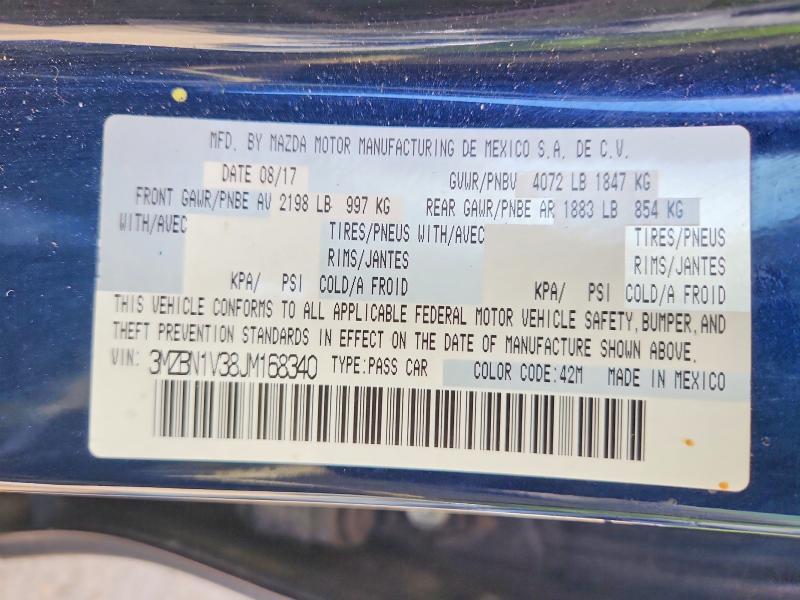 MFD. BY MAZDA MOTOR MANUFACTURING DE MEXICO S.A. DE C.V.
DATE 08/17 GVWR/PNBV 4072 LB 1847 KG
FRONT GAWR/PNBE AV 2198 LB 997 KG REAR GAWR/PNBE AR 1883 LB 854 KG
WITH/AVEC TIRES/PNEUS WITH/AVEC TIRES/PNEUS
RIMS/JANTES RIMS/JANTES
KPA/ PSI COLD/A FROID KPA/ PSI COLD/A FROID
THIS VEHICLE CONFORMS TO ALL APPLICABLE FEDERAL MOTOR VEHICLE SAFETY, BUMPER, AND
THEFT PREVENTION STANDARDS IN EFFECT ON THE DATE OF MANUFACTURE SHOWN ABOVE.
VIN: 3MZBN1V38JM168340 TYPE:PASS CAR COLOR CODE:42M MADE IN MEXICO